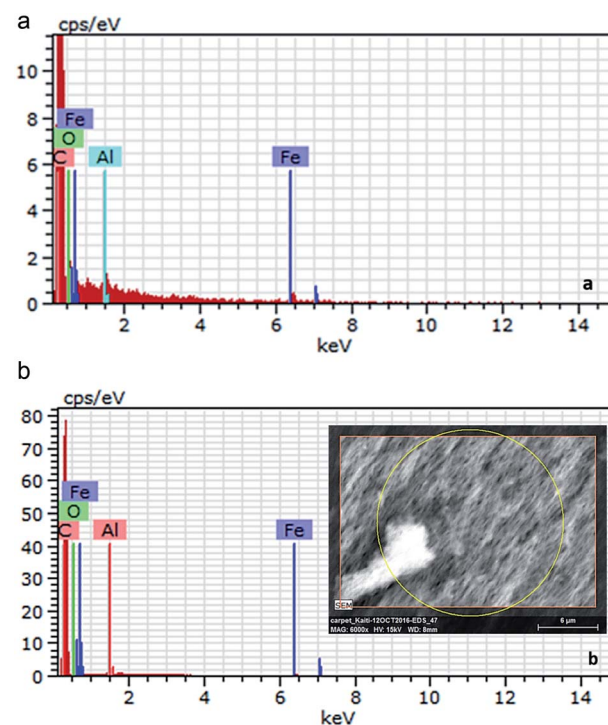 a
cps/eV
10
8
Fe
O
C
Al
Fe
6
4
2
0
2 4 6 8 10 12 14
keV
a
b
cps/eV
80
70
60
Fe
O
C
Al
Fe
50
40
30
20
10
0
2 4 6 8 10 12 14
keV
SEM
carpet_Kaiti-12OCT2016-EDS_47
MAG: 6000x HV: 15kV WD: 8mm
6 µm
b